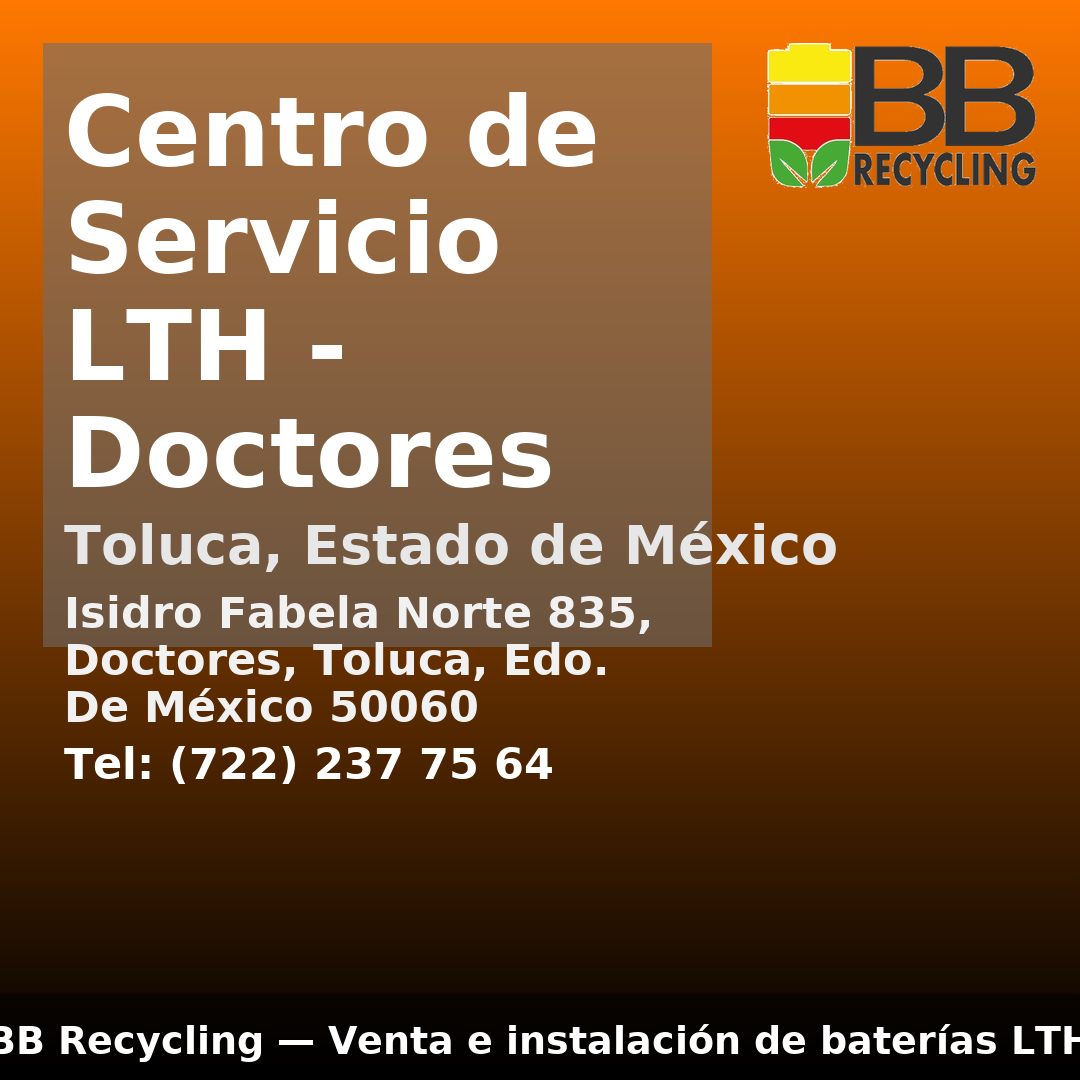 Centro de
Servicio
LTH -
Doctores
Toluca, Estado de México
Isidro Fabela Norte 835,
Doctores, Toluca, Edo.
De México 50060
Tel: (722) 237 75 64
BB
RECYCLING
BB Recycling — Venta e instalación de baterías LTH